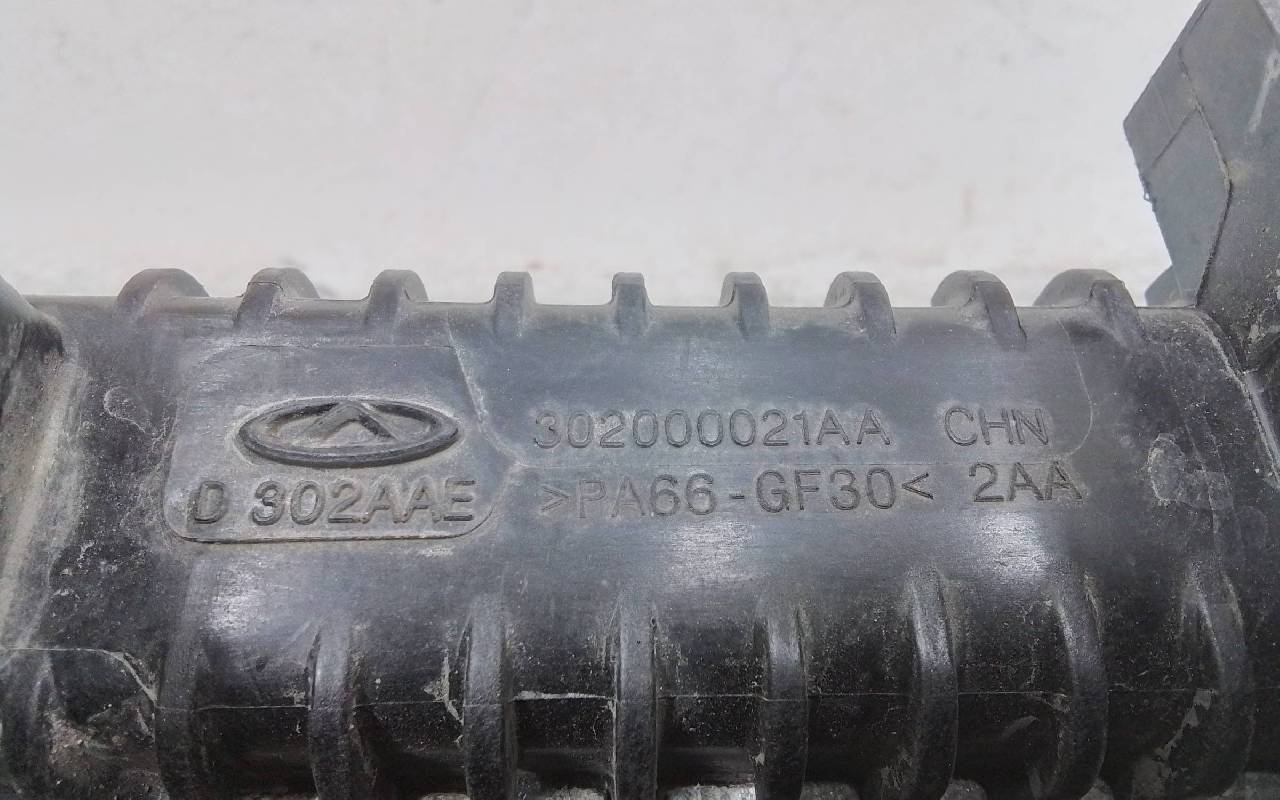 302000021AA CHN
D 302AAE >PA66-GF30< 2AA